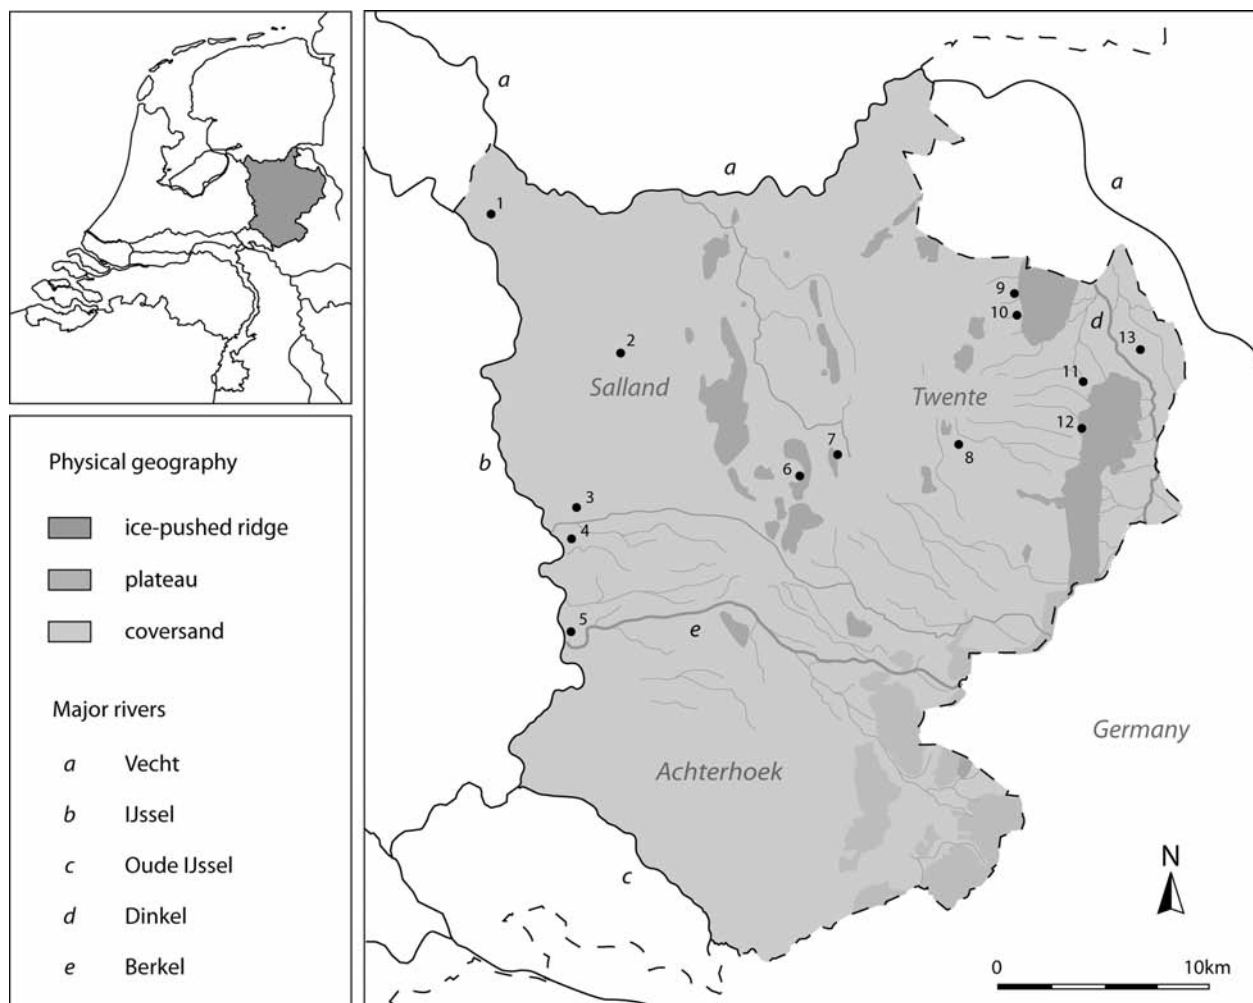 Physical geography
ice-pushed ridge
plateau
coversand
Major rivers
a Vecht
b IJssel
c Oude IJssel
d Dinkel
e Berkel
a
a
a
1
9
10
d
13
2
Salland
Twente
11
b
7
8
12
6
3
4
5
e
Achterhoek
Germany
c
N
0 10km